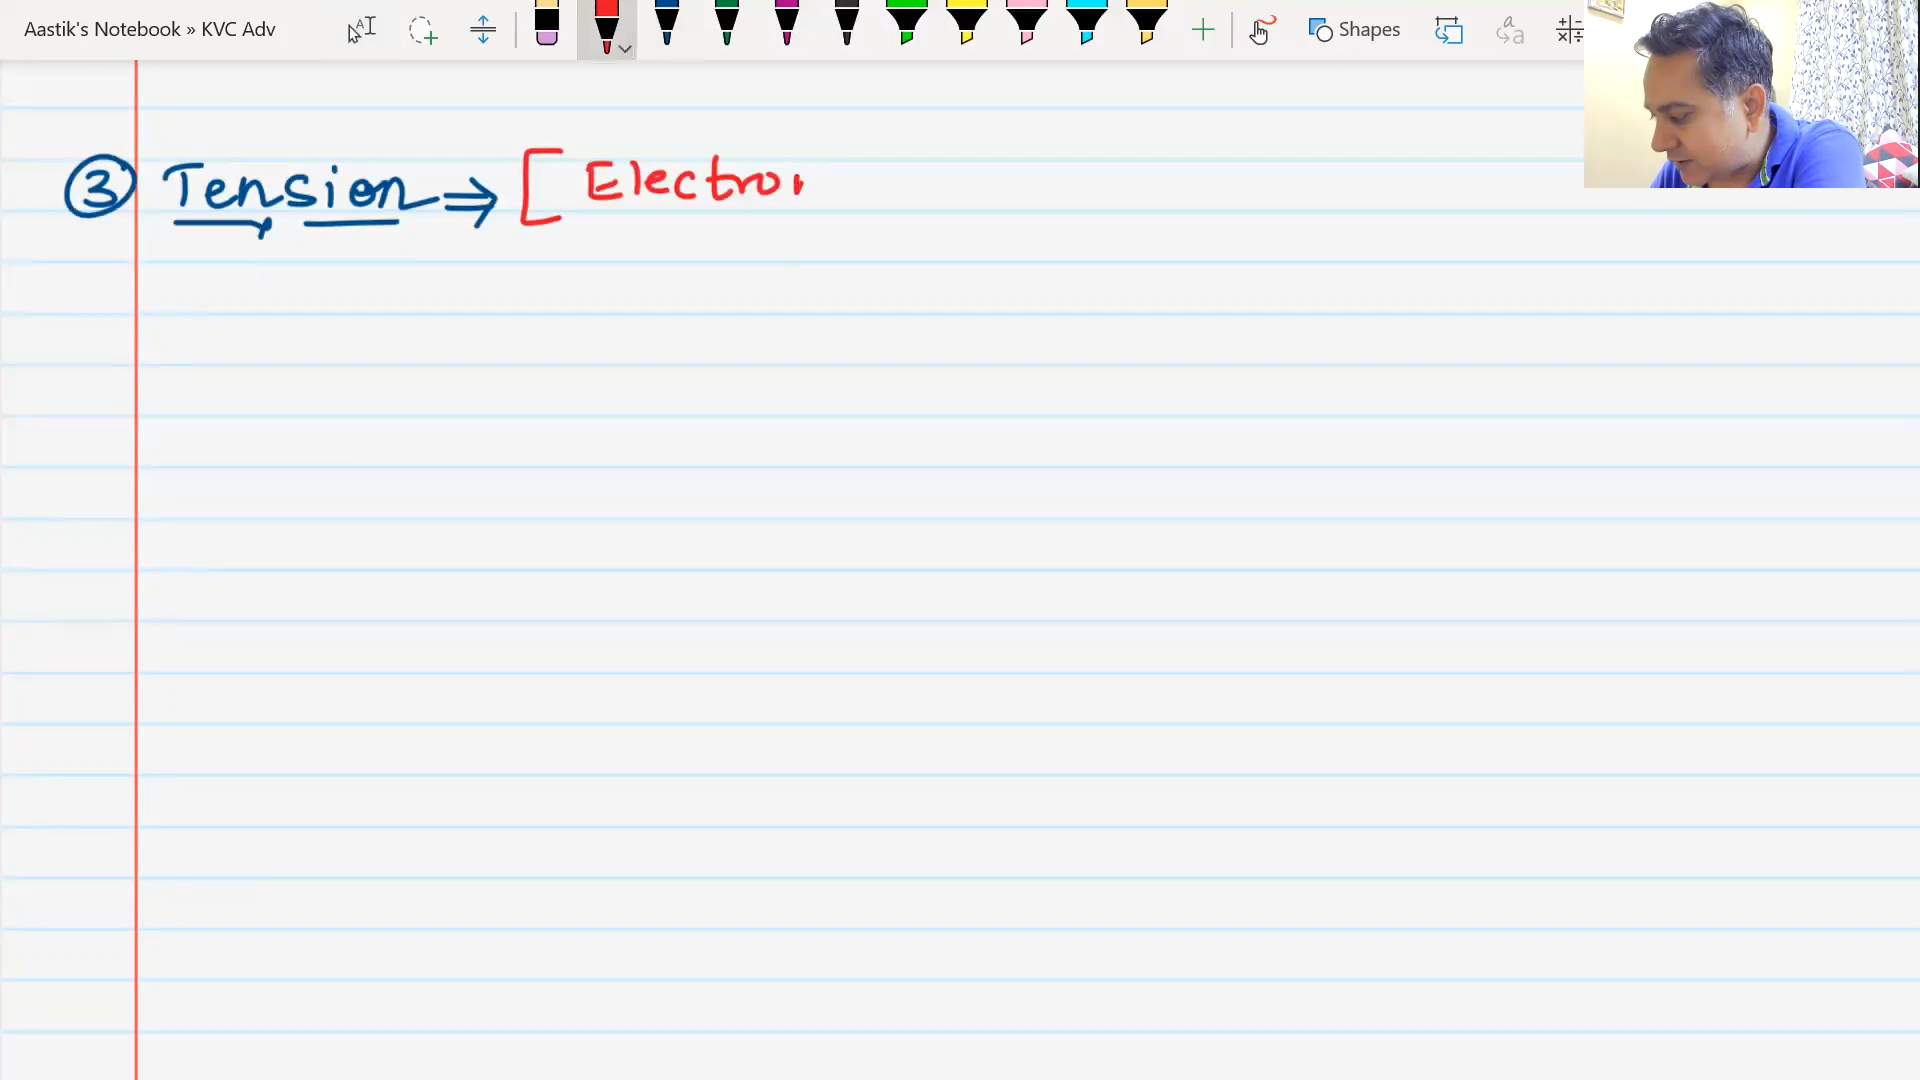 Aastik's Notebook » KVC Adv
Shapes
③ Tension ⇒ [ Electro